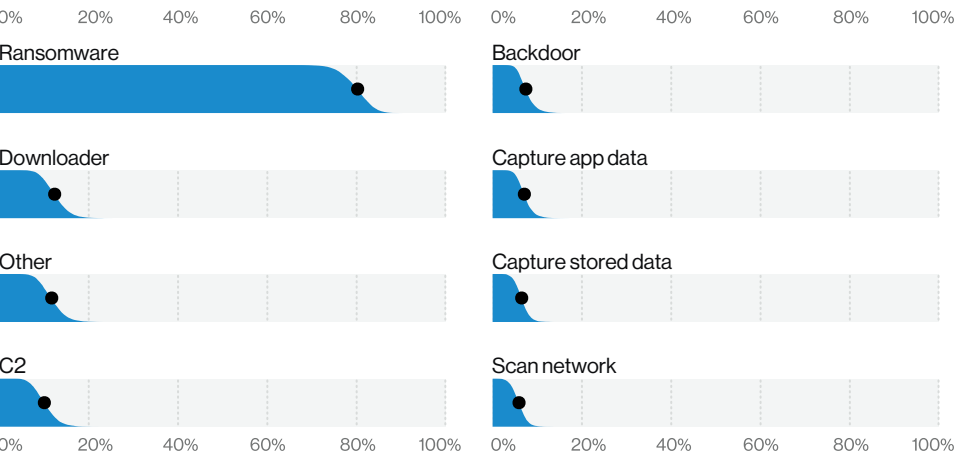 0% 20% 40% 60% 80% 100%
Ransomware
Downloader
Other
C2
0% 20% 40% 60% 80% 100%
0% 20% 40% 60% 80% 100%
Backdoor
Capture app data
Capture stored data
Scan network
0% 20% 40% 60% 80% 100%